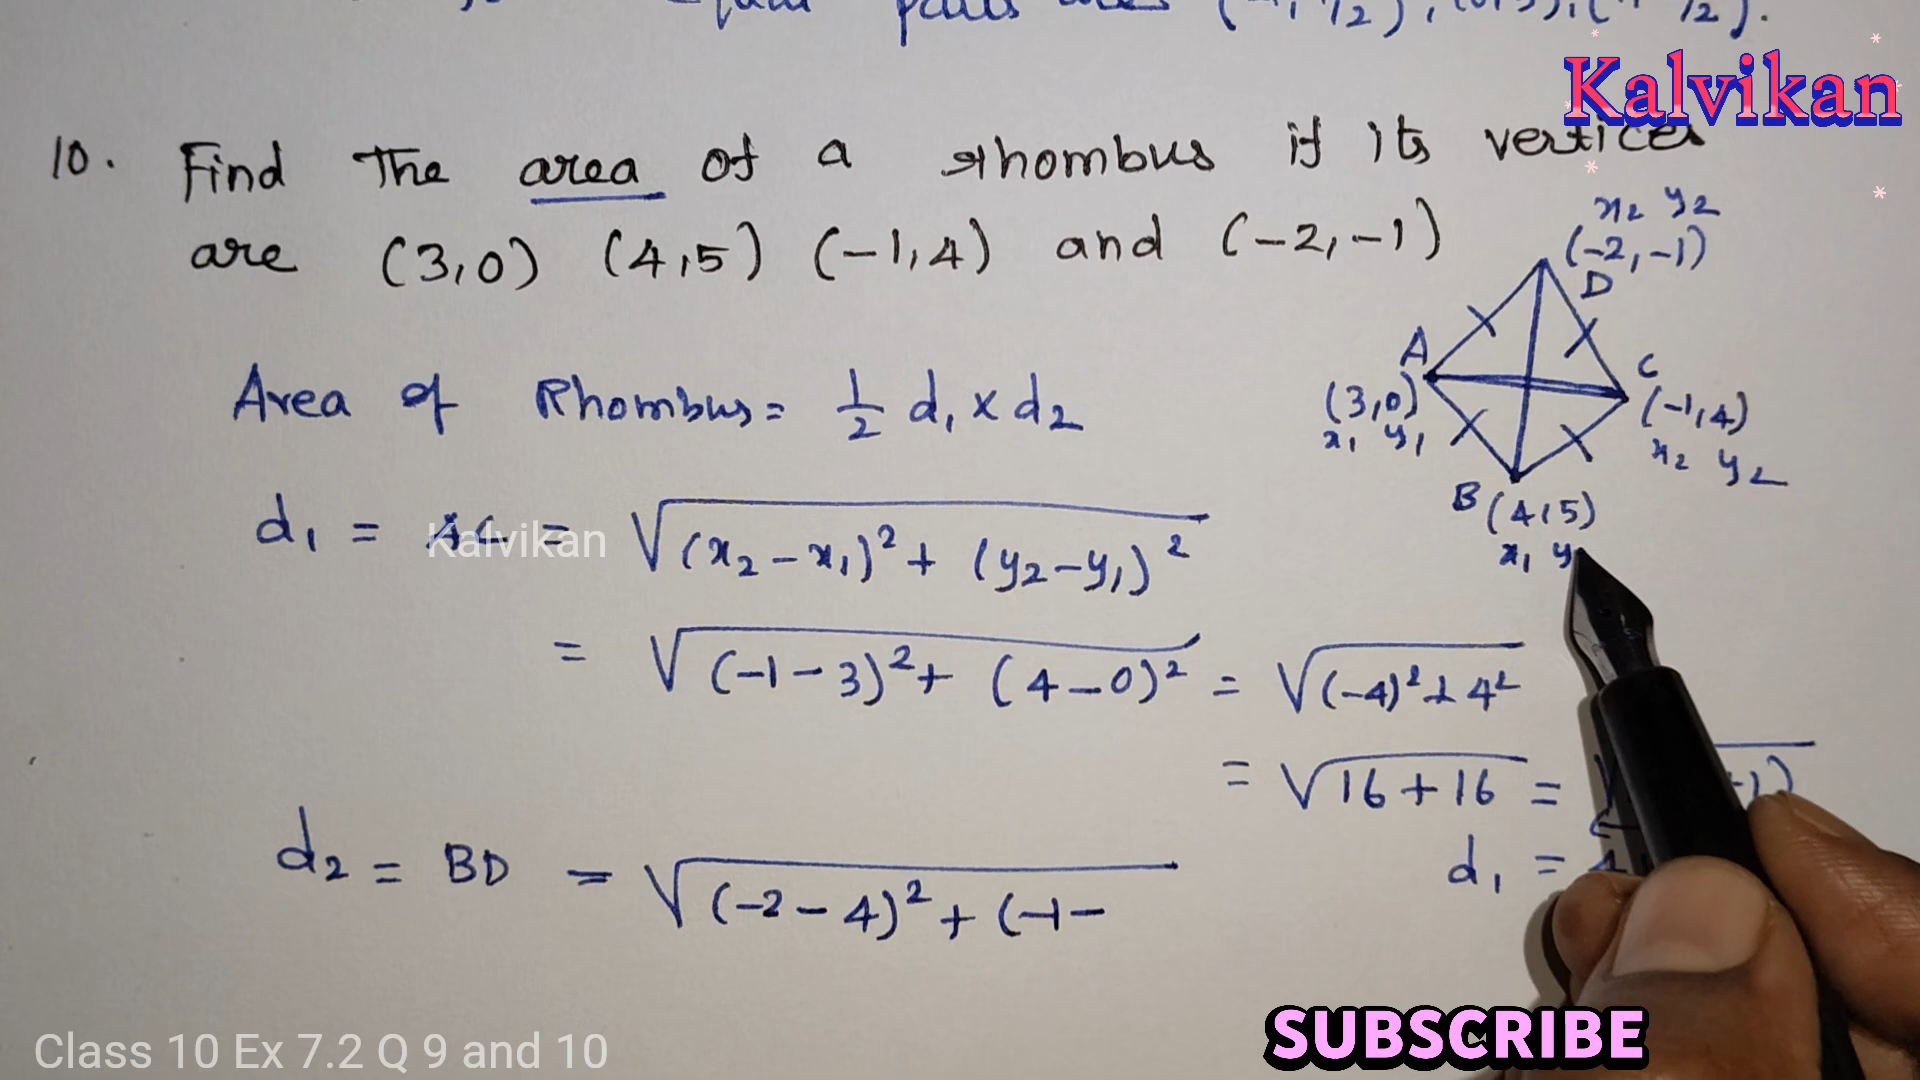 Kalvikan
10. Find The area of a rhombus if its vertices
are (3,0) (4,5) (-1,4) and (-2,-1)
x2 y2
(-2,-1)
D
A
C
(3,0)
x1 y1
(-1,4)
x2 y2
B (4,5)
x1 y
Area of Rhombus = 1/2 d1 x d2
d1 = AC = √(x2-x1)² + (y2-y1)²
Kalvikan
= √(-1-3)² + (4-0)² = √(-4)² + 4²
= √16+16 =
d1 =
d2 = BD = √(-2-4)² + (-1-
SUBSCRIBE
Class 10 Ex 7.2 Q 9 and 10